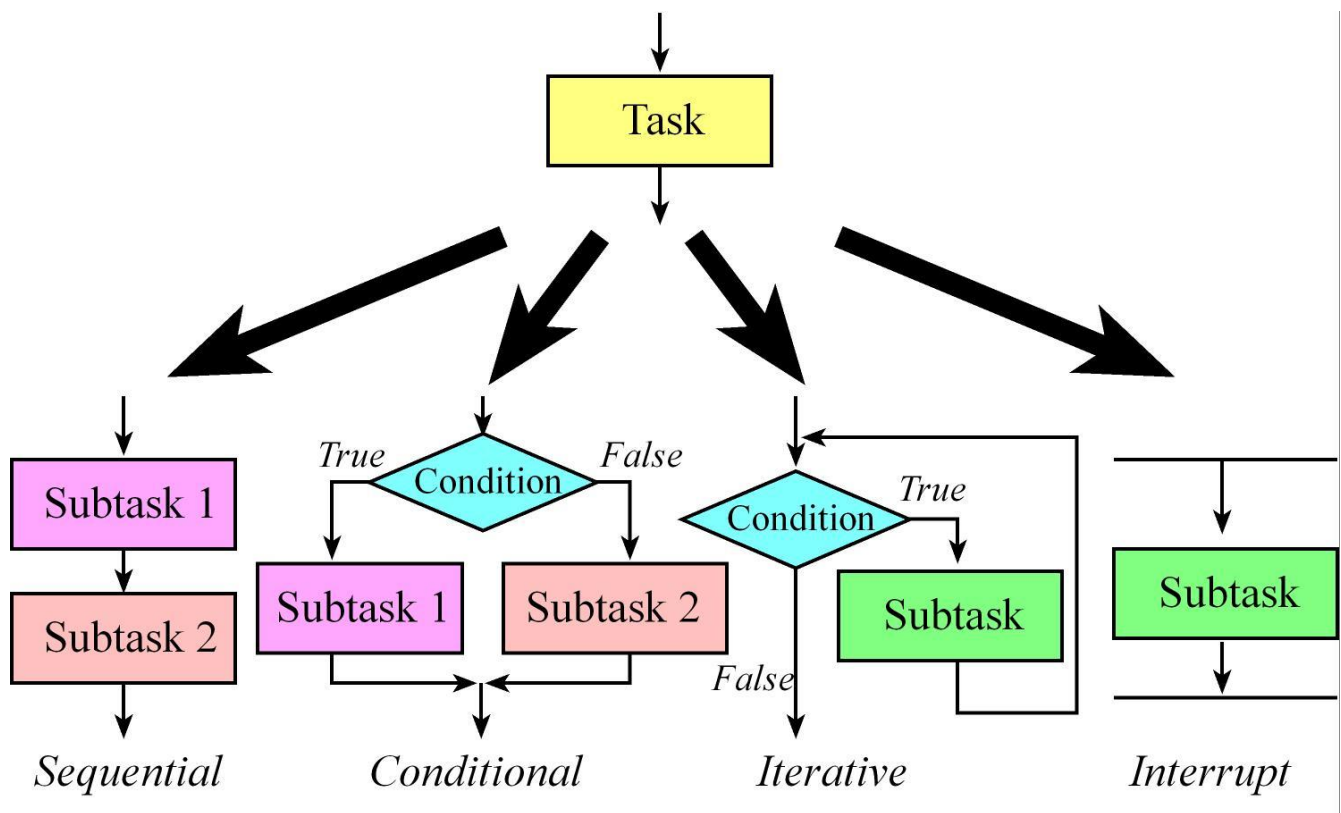 Task
True
Condition
False
Subtask 1
Subtask 2
Subtask 1
Subtask 2
True
Condition
Subtask
False
Subtask
Sequential
Conditional
Iterative
Interrupt